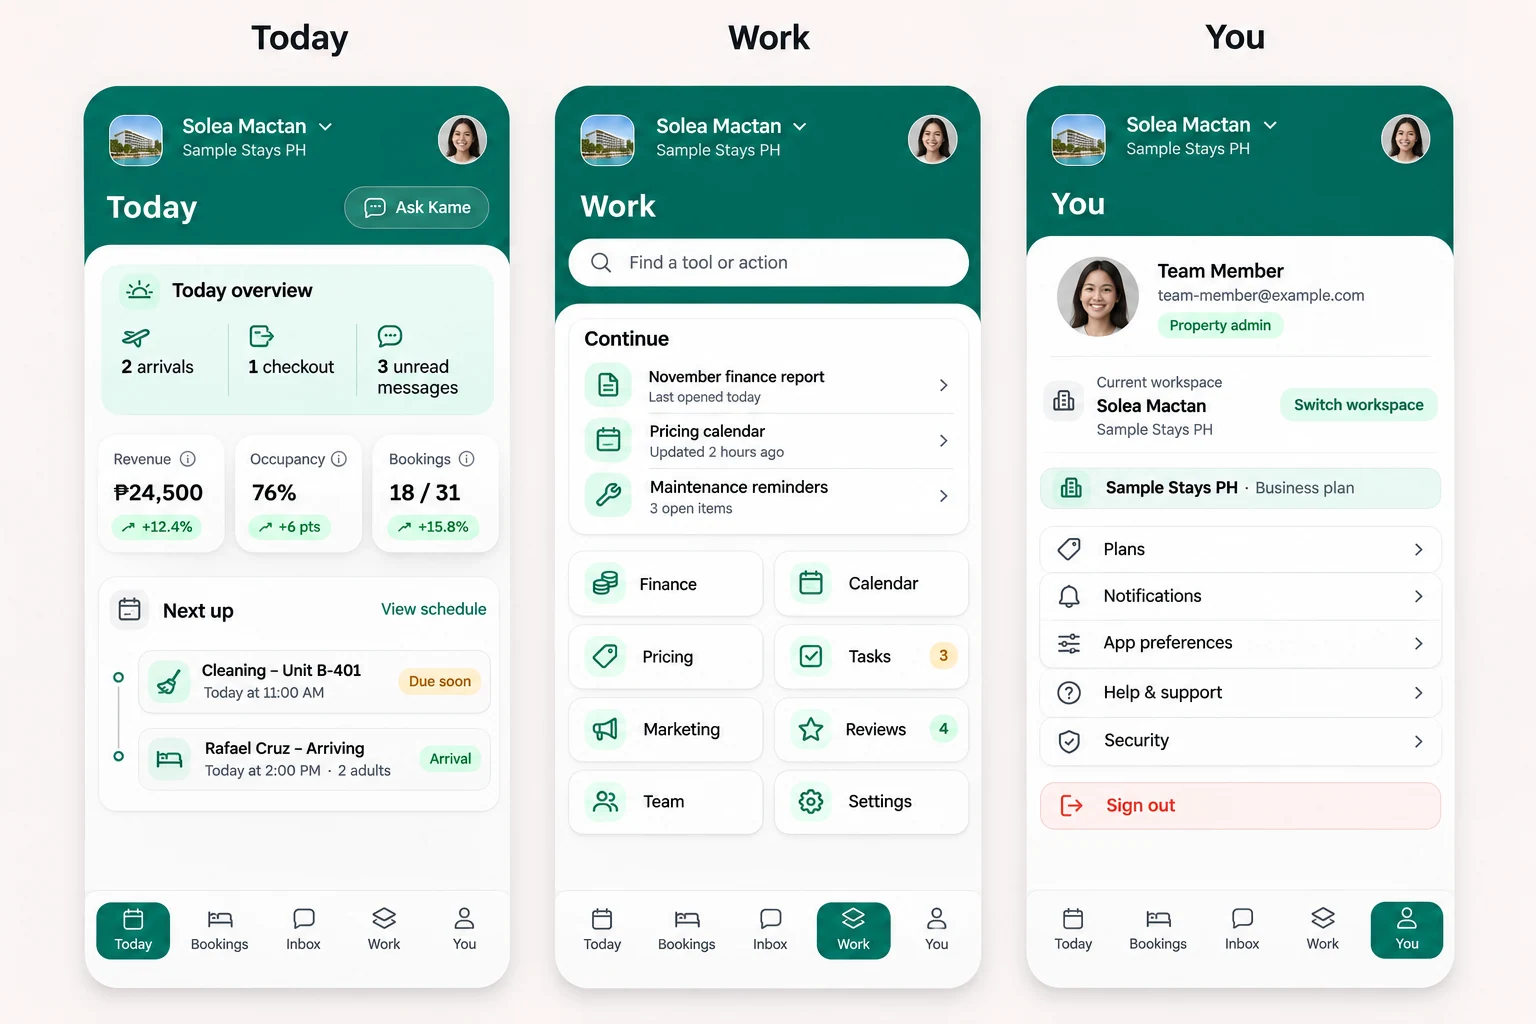 Today
Solea Mactan
Sample Stays PH
Today
Ask Kame
Today overview
2 arrivals
1 checkout
3 unread
messages
Revenue
₱24,500
+12.4%
Occupancy
76%
+6 pts
Bookings
18 / 31
+15.8%
Next up
View schedule
Cleaning – Unit B-401
Today at 11:00 AM
Due soon
Rafael Cruz – Arriving
Today at 2:00 PM · 2 adults
Arrival
Today
Bookings
Inbox
Work
You
Work
Solea Mactan
Sample Stays PH
Work
Find a tool or action
Continue
November finance report
Last opened today
Pricing calendar
Updated 2 hours ago
Maintenance reminders
3 open items
Finance
Calendar
Pricing
Tasks
3
Marketing
Reviews
4
Team
Settings
Today
Bookings
Inbox
Work
You
You
Solea Mactan
Sample Stays PH
You
Team Member
team-member@example.com
Property admin
Current workspace
Solea Mactan
Sample Stays PH
Switch workspace
Sample Stays PH · Business plan
Plans
Notifications
App preferences
Help & support
Security
Sign out
Today
Bookings
Inbox
Work
You